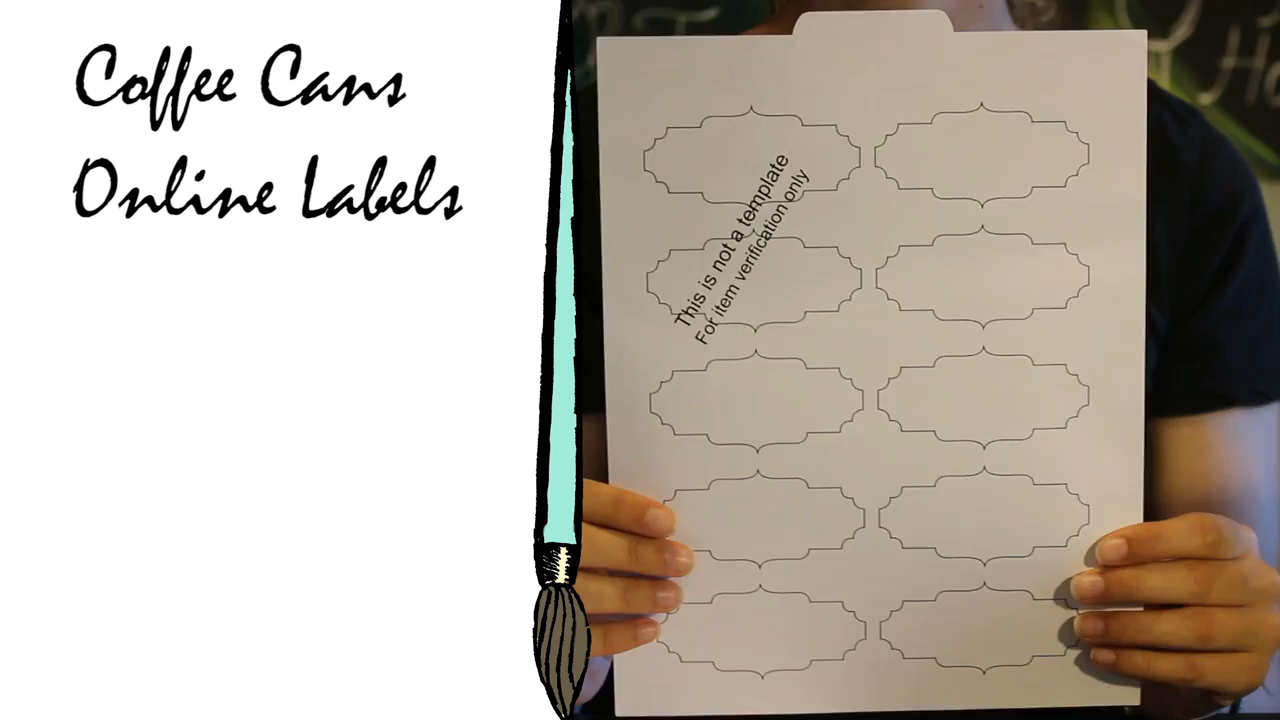 Coffee Cans
Online Labels
This is not a template
For item verification only